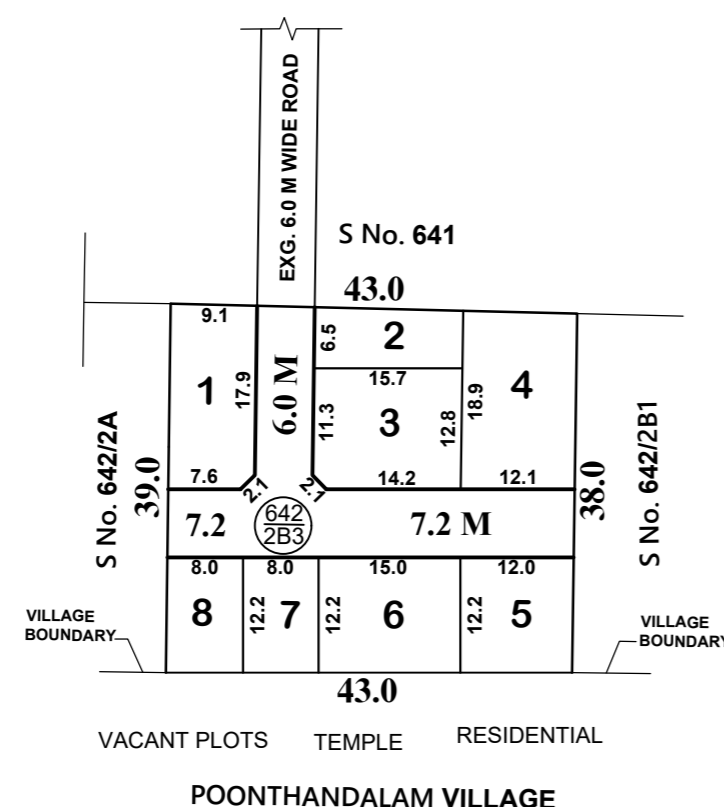 EXG. 6.0 M WIDE ROAD
S No. 641
43.0
9.1
6.5
2
15.7
1
17.9
6.0 M
11.3
3
12.8
18.9
4
S No. 642/2A
39.0
7.6
2.1
2.1
14.2
12.1
38.0
S No. 642/2B1
7.2
642
2B3
7.2 M
8.0
8.0
15.0
12.0
8
12.2
7
12.2
6
12.2
5
VILLAGE
BOUNDARY
VILLAGE
BOUNDARY
43.0
VACANT PLOTS
TEMPLE
RESIDENTIAL
POONTHANDALAM VILLAGE